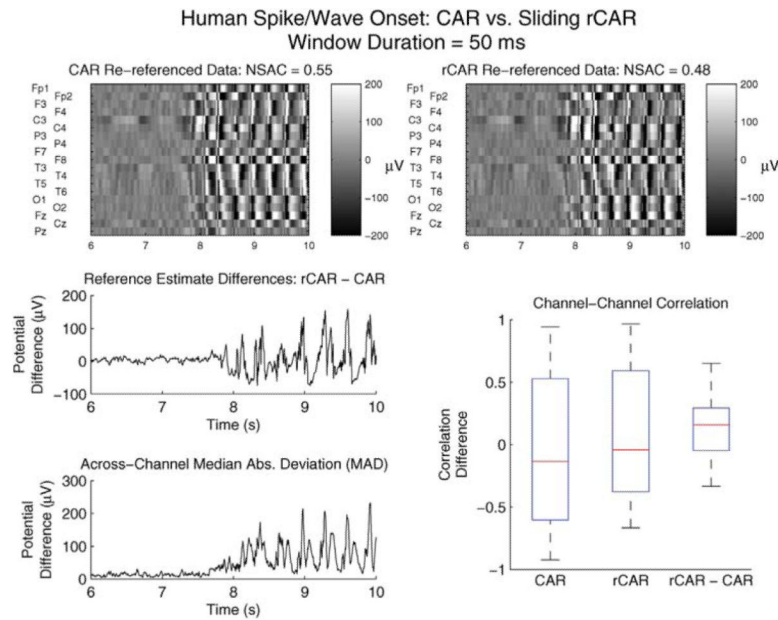 Human Spike/Wave Onset: CAR vs. Sliding rCAR
Window Duration = 50 ms
CAR Re-referenced Data: NSAC = 0.55
Fp1
Fp2
F3
F4
C3
C4
P3
P4
F7
F8
T3
T4
T5
T6
O1
O2
Fz
Cz
Pz
6 7 8 9 10
200
100
0
−100
−200
μV
rCAR Re-referenced Data: NSAC = 0.48
Fp1
Fp2
F3
F4
C3
C4
P3
P4
F7
F8
T3
T4
T5
T6
O1
O2
Fz
Cz
Pz
6 7 8 9 10
200
100
0
−100
−200
μV
Reference Estimate Differences: rCAR − CAR
Potential
Difference (μV)
200
100
0
−100
6 7 8 9 10
Time (s)
Across−Channel Median Abs. Deviation (MAD)
Potential
Difference (μV)
300
200
100
0
6 7 8 9 10
Time (s)
Channel−Channel Correlation
Correlation
Difference
1
0.5
0
−0.5
−1
CAR rCAR rCAR − CAR